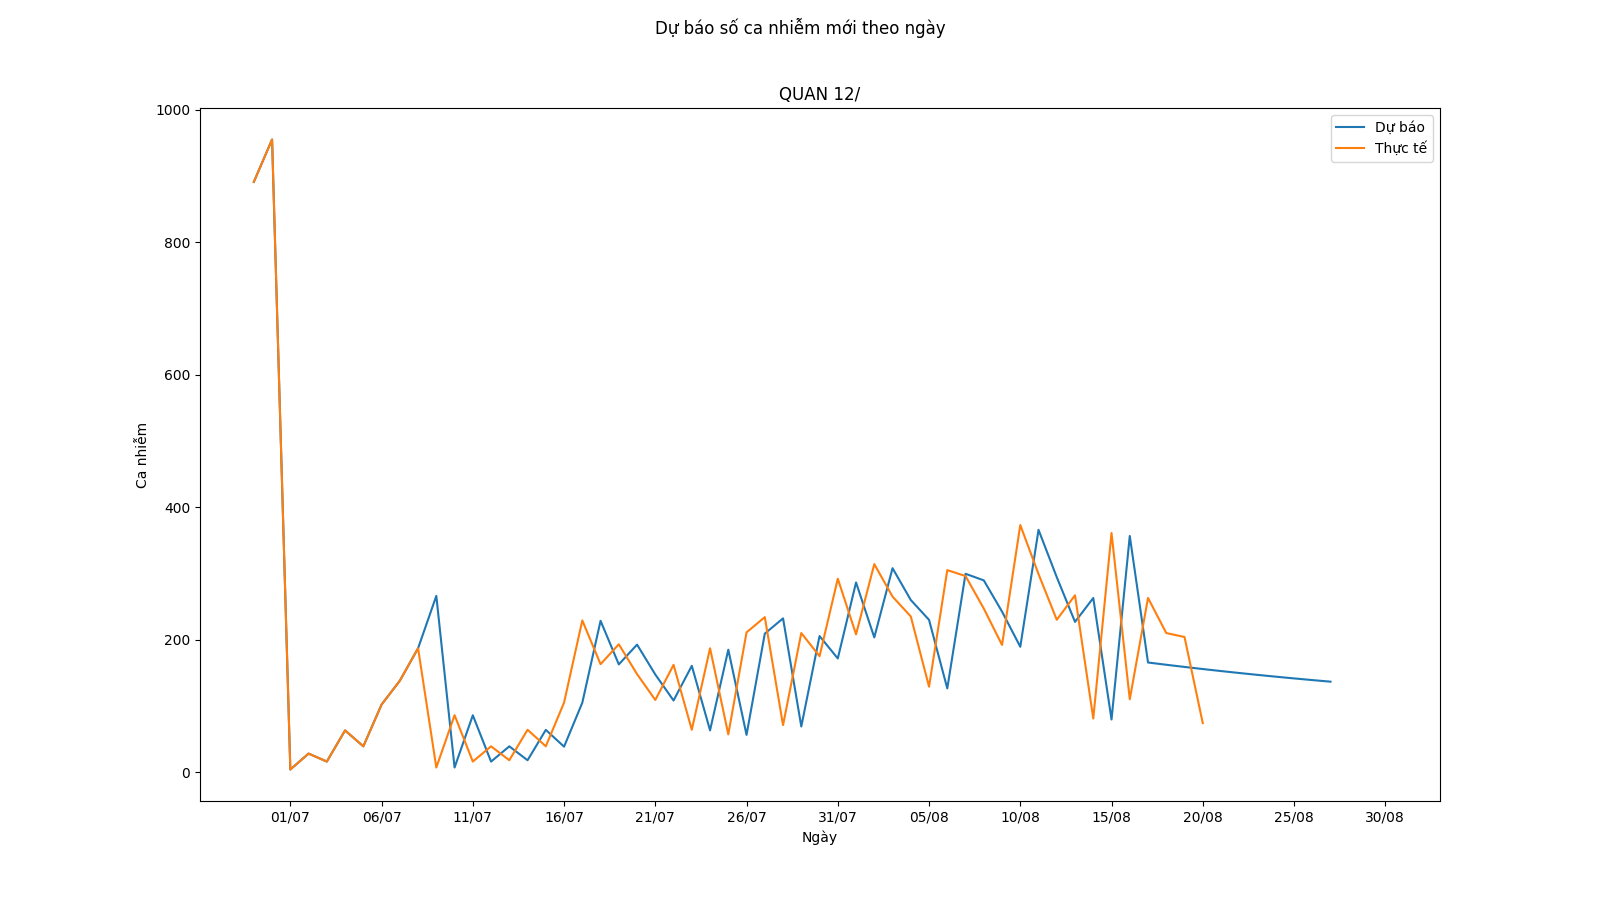 Dự báo số ca nhiễm mới theo ngày
QUAN 12/
Dự báo
Thực tế
1000
800
600
400
200
0
Ca nhiễm
01/07 06/07 11/07 16/07 21/07 26/07 31/07 05/08 10/08 15/08 20/08 25/08 30/08
Ngày